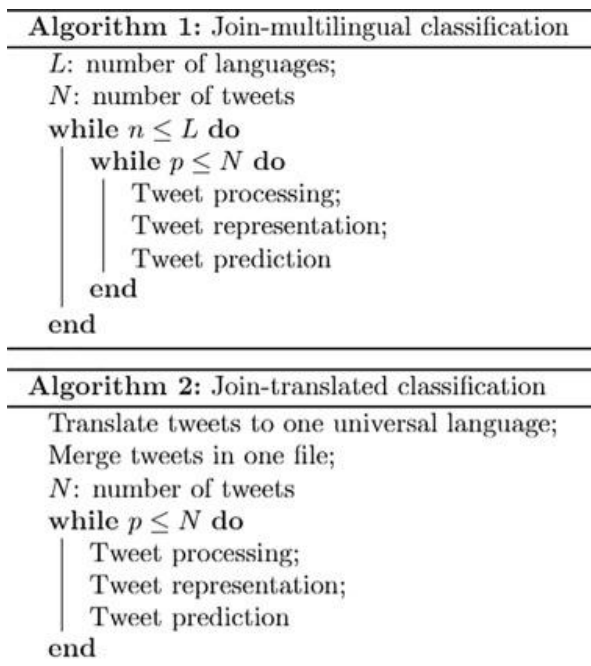 Algorithm 1: Join-multilingual classification
L: number of languages;
N: number of tweets
while n ≤ L do
while p ≤ N do
Tweet processing;
Tweet representation;
Tweet prediction
end
end
Algorithm 2: Join-translated classification
Translate tweets to one universal language;
Merge tweets in one file;
N: number of tweets
while p ≤ N do
Tweet processing;
Tweet representation;
Tweet prediction
end